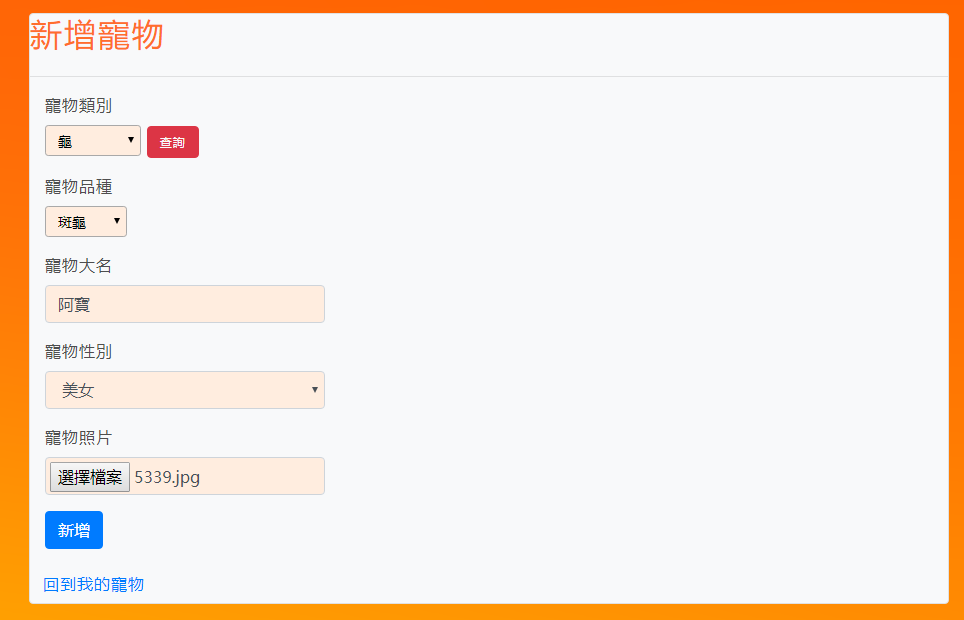 新增寵物
寵物類別
龜 查詢
寵物品種
斑龜
寵物大名
阿寶
寵物性別
美女
寵物照片
選擇檔案 5339.jpg
新增
回到我的寵物